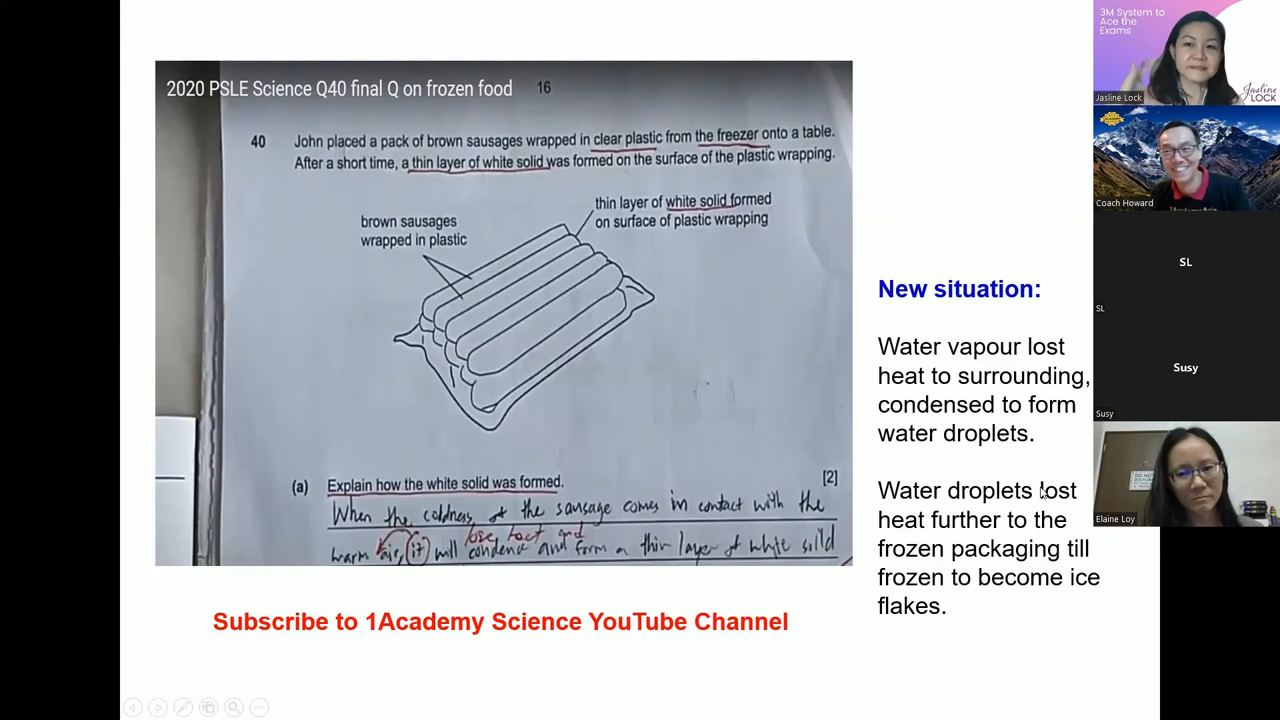 2020 PSLE Science Q40 final Q on frozen food
16
40 John placed a pack of brown sausages wrapped in clear plastic from the freezer onto a table.
After a short time, a thin layer of white solid was formed on the surface of the plastic wrapping.
thin layer of white solid formed
on surface of plastic wrapping
brown sausages
wrapped in plastic
(a) Explain how the white solid was formed. [2]
When the coldness of the sausage comes in contact with the
lose heat and
warm air, it will condense and form a thin layer of white solid
New situation:
Water vapour lost
heat to surrounding,
condensed to form
water droplets.
Water droplets lost
heat further to the
frozen packaging till
frozen to become ice
flakes.
Subscribe to 1Academy Science YouTube Channel
3M System to
Ace the
Exams
Jasline
LOCK
Jasline Lock
Coach Howard
SL
SL
Susy
Susy
DO NOT
Elaine Loy